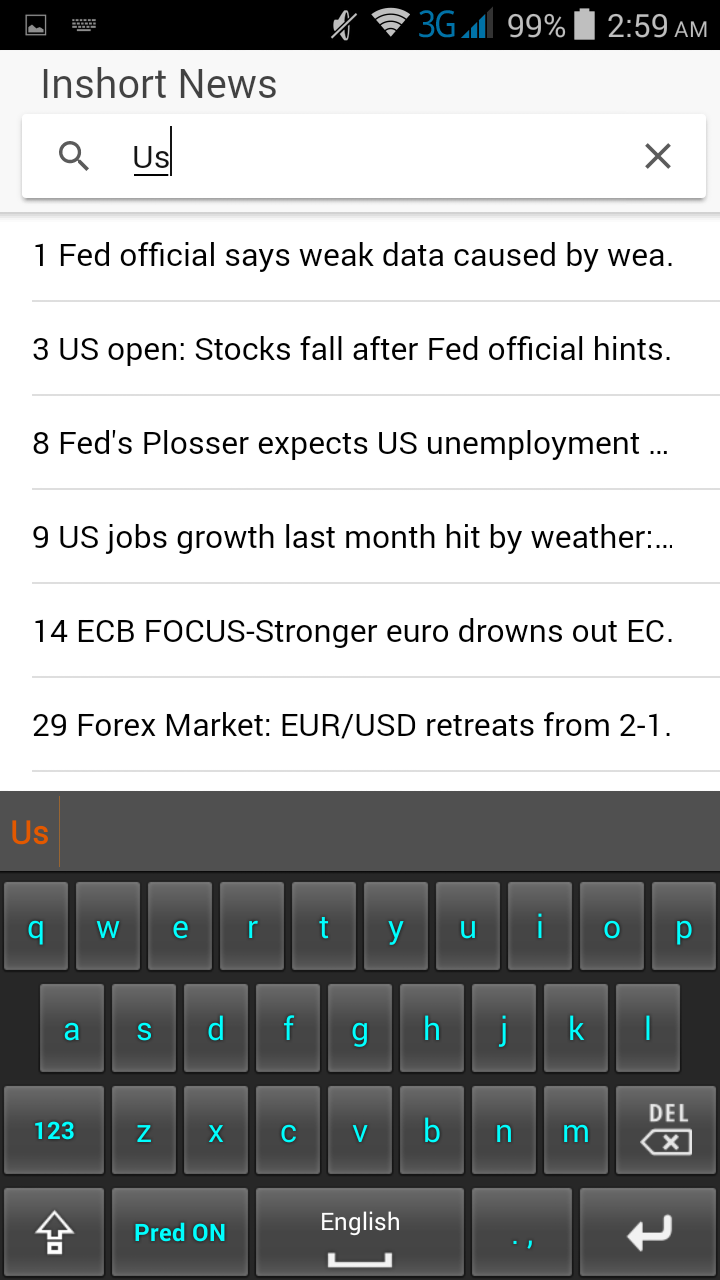 3G 99% 2:59 AM
Inshort News
Us
1 Fed official says weak data caused by wea.
3 US open: Stocks fall after Fed official hints.
8 Fed's Plosser expects US unemployment ...
9 US jobs growth last month hit by weather:...
14 ECB FOCUS-Stronger euro drowns out EC.
29 Forex Market: EUR/USD retreats from 2-1.
Us
q w e r t y u i o p
a s d f g h j k l
123 z x c v b n m DEL
Pred ON English . ,